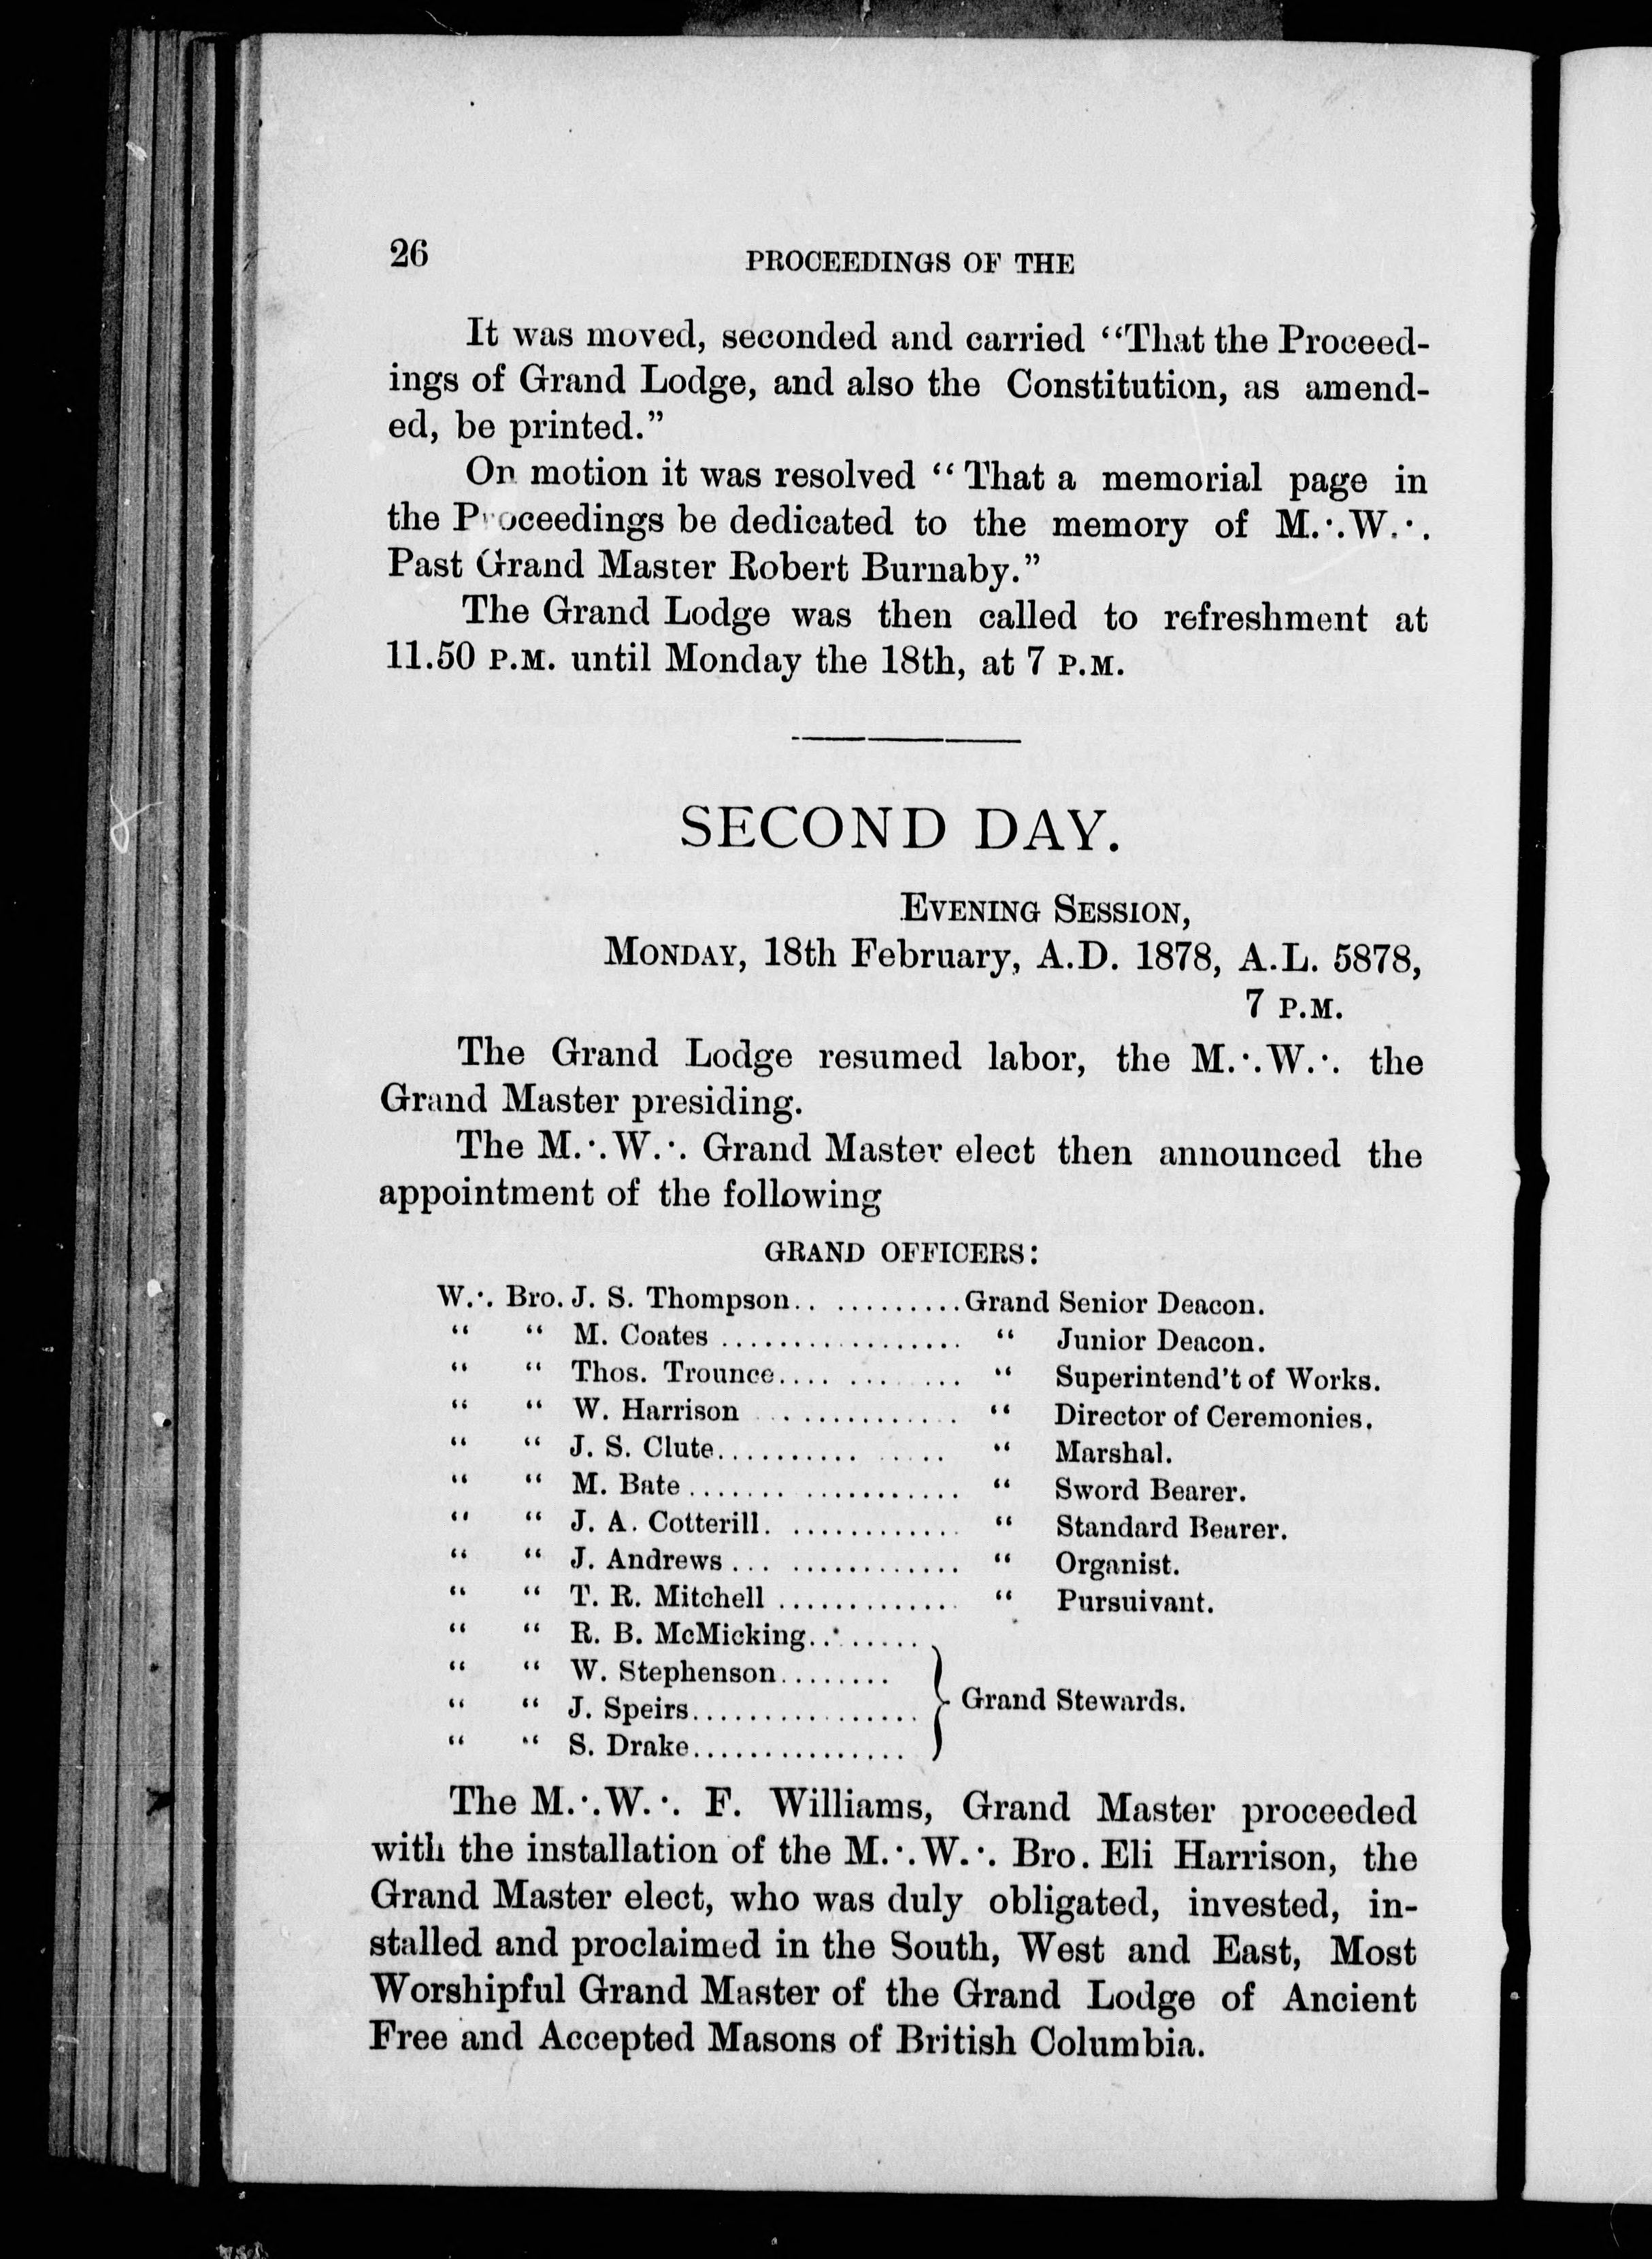 26 PROCEEDINGS OF THE
It was moved, seconded and carried “That the Proceed-
ings of Grand Lodge, and also the Constitution, as amend-
ed, be printed.”
On motion it was resolved “That a memorial page in
the Proceedings be dedicated to the memory of M.∴W.∴
Past Grand Master Robert Burnaby.”
The Grand Lodge was then called to refreshment at
11.50 P.M. until Monday the 18th, at 7 P.M.
SECOND DAY.
EVENING SESSION,
MONDAY, 18th February, A.D. 1878, A.L. 5878,
7 P.M.
The Grand Lodge resumed labor, the M.∴W.∴ the
Grand Master presiding.
The M.∴W.∴ Grand Master elect then announced the
appointment of the following
GRAND OFFICERS:
W.∴ Bro. J. S. Thompson............Grand Senior Deacon.
“ “ M. Coates ................. “ Junior Deacon.
“ “ Thos. Trounce............. “ Superintend't of Works.
“ “ W. Harrison .............. “ Director of Ceremonies.
“ “ J. S. Clute................ “ Marshal.
“ “ M. Bate................... “ Sword Bearer.
“ “ J. A. Cotterill............. “ Standard Bearer.
“ “ J. Andrews ............... “ Organist.
“ “ T. R. Mitchell ............. “ Pursuivant.
“ “ R. B. McMicking........
“ “ W. Stephenson........
“ “ J. Speirs................ } Grand Stewards.
“ “ S. Drake...............
The M.∴W.∴ F. Williams, Grand Master proceeded
with the installation of the M.∴W.∴ Bro. Eli Harrison, the
Grand Master elect, who was duly obligated, invested, in-
stalled and proclaimed in the South, West and East, Most
Worshipful Grand Master of the Grand Lodge of Ancient
Free and Accepted Masons of British Columbia.